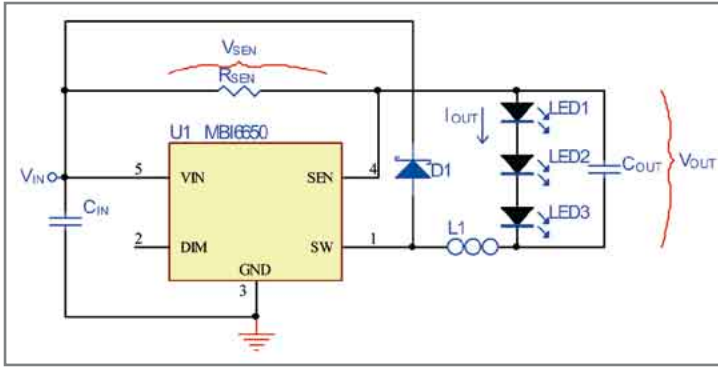 VSEN
RSEN
U1 MBI6650
VIN
5
VIN
SEN
4
CIN
2
DIM
SW
1
GND
3
D1
L1
IOUT
LED1
LED2
LED3
COUT
VOUT